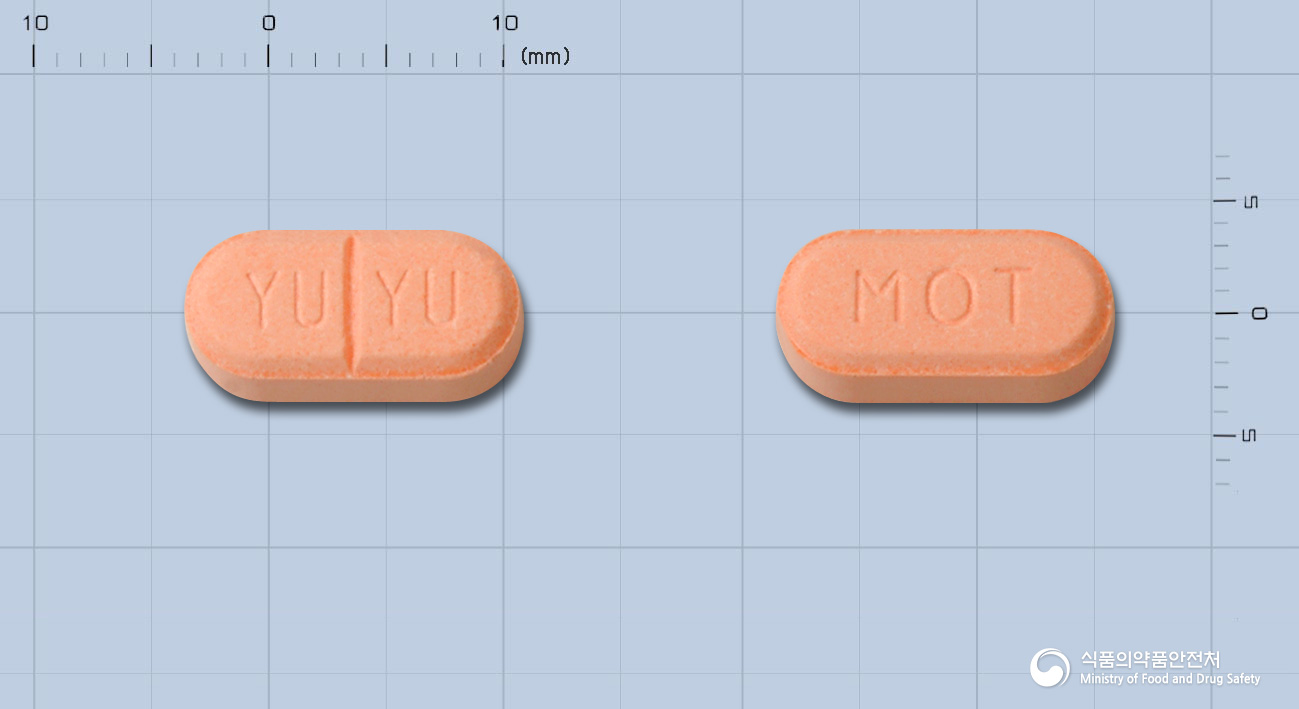 10 0 10
(mm)
YU YU
MOT
5
0
5
식품의약품안전처
Ministry of Food and Drug Safety